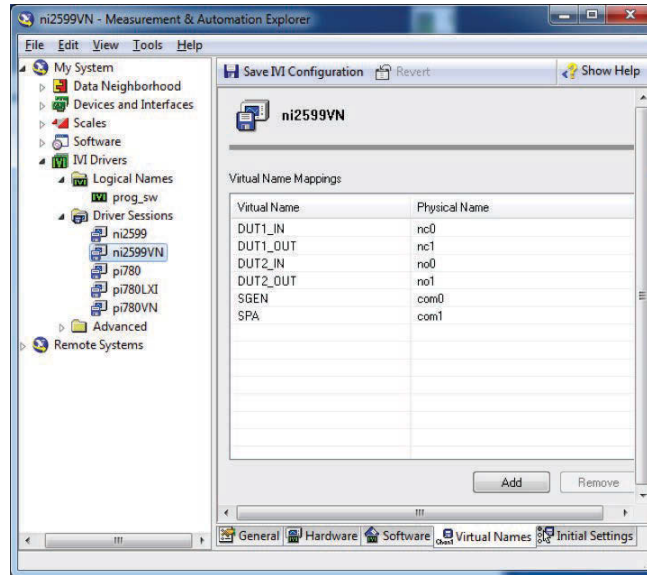 ni2599VN - Measurement & Automation Explorer
File Edit View Tools Help
My System
Data Neighborhood
Devices and Interfaces
Scales
Software
IVI Drivers
Logical Names
IVI prog_sw
Driver Sessions
ni2599
ni2599VN
pi780
pi780LXI
pi780VN
Advanced
Remote Systems
Save IVI Configuration Revert Show Help
ni2599VN
Virtual Name Mappings
Virtual Name Physical Name
DUT1_IN nc0
DUT1_OUT nc1
DUT2_IN no0
DUT2_OUT no1
SGEN com0
SPA com1
Add Remove
General Hardware Software Virtual Names Initial Settings